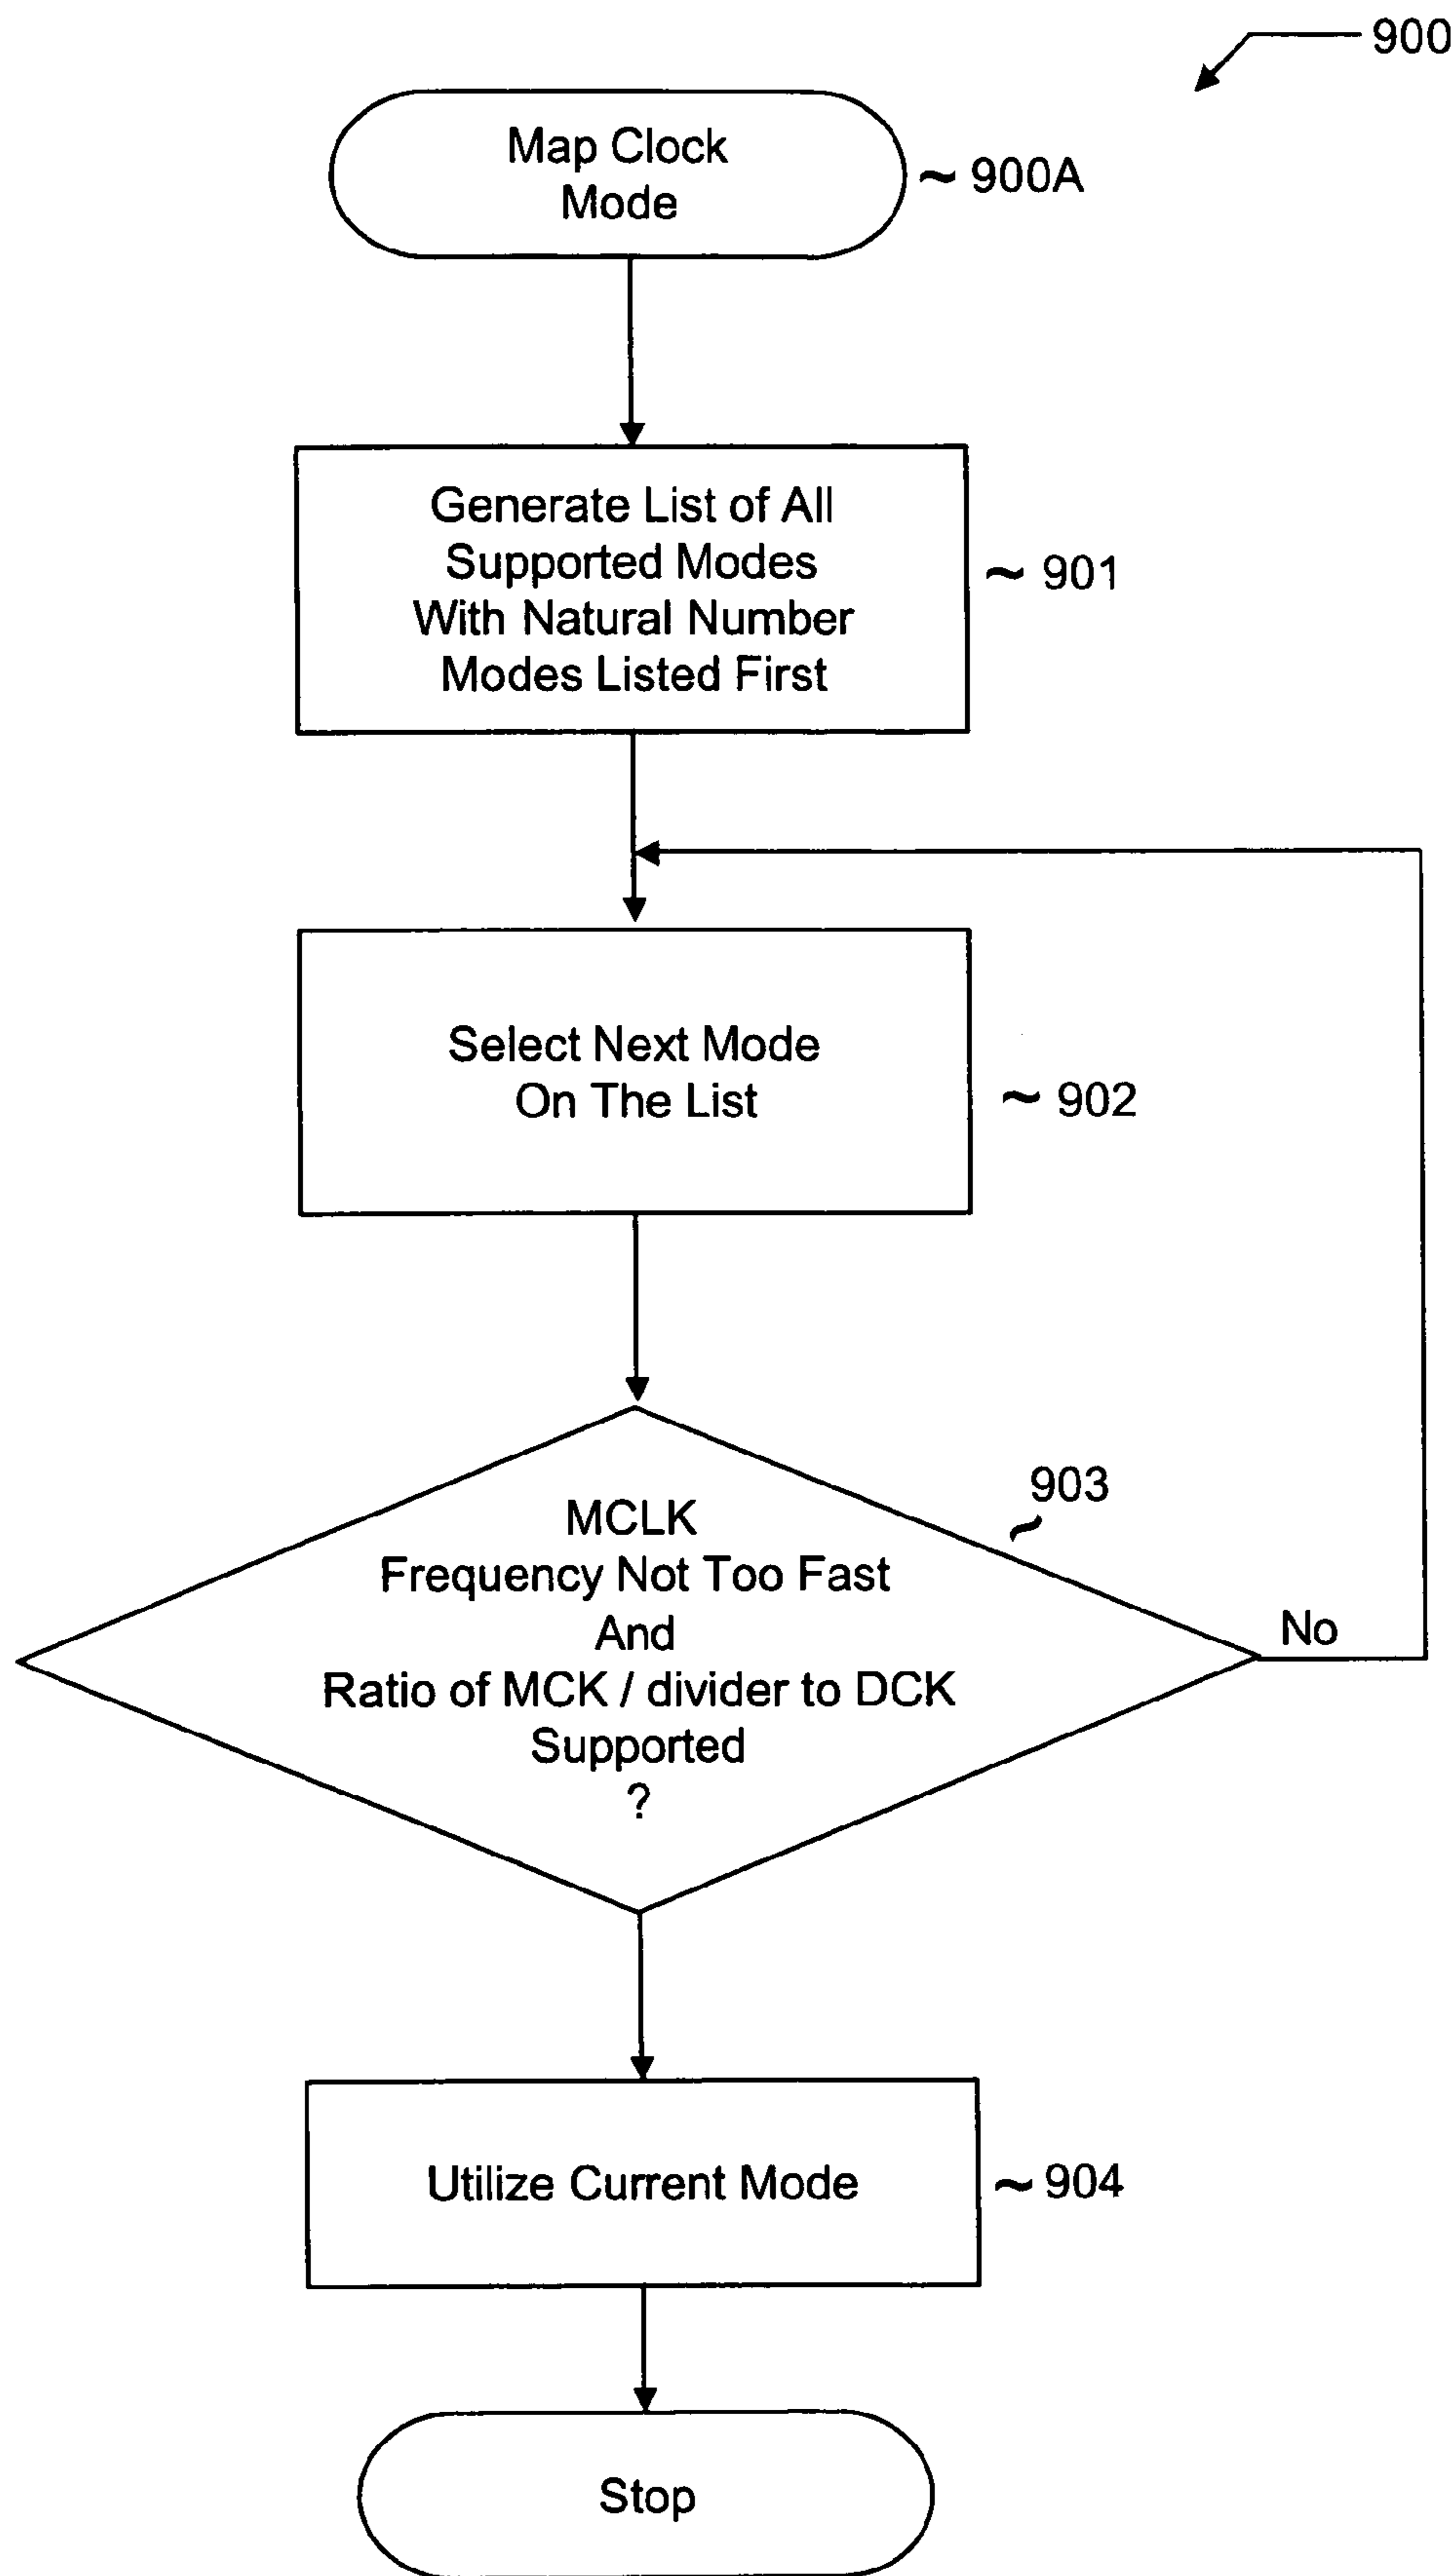 900
Map Clock
Mode
~ 900A
Generate List of All
Supported Modes
With Natural Number
Modes Listed First
~ 901
Select Next Mode
On The List
~ 902
903
~
MCLK
Frequency Not Too Fast
And
Ratio of MCK / divider to DCK
Supported
?
No
Utilize Current Mode
~ 904
Stop